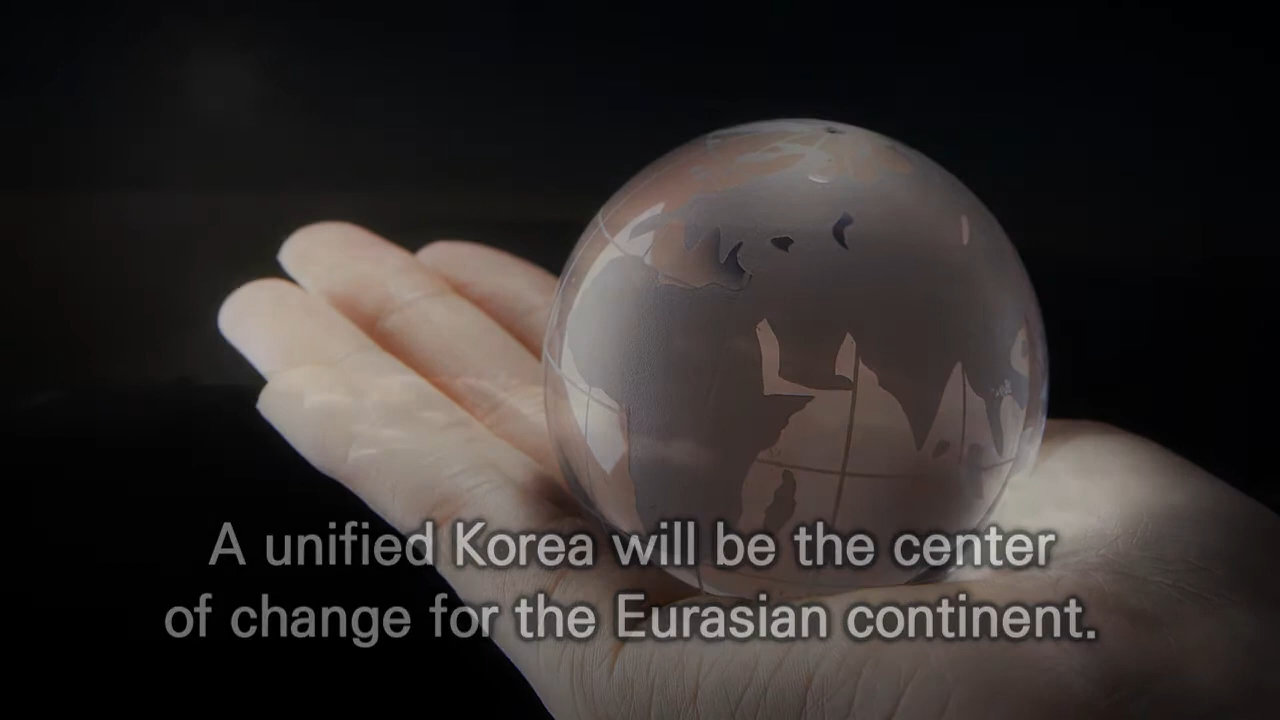 A unified Korea will be the center
of change for the Eurasian continent.